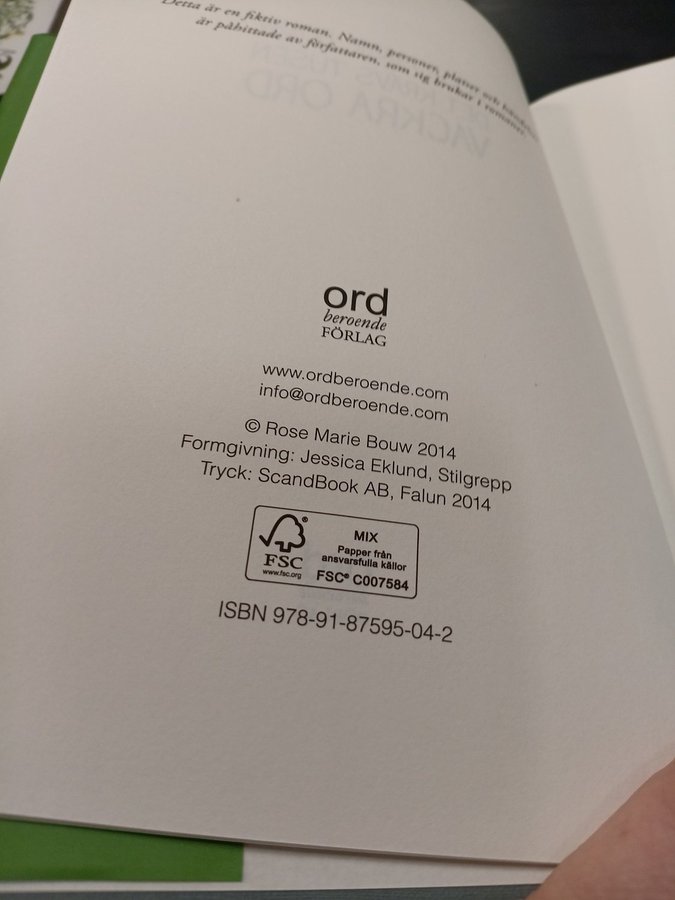 Detta är en fiktiv roman. Namn, personer, platser och
är påhittade av författaren, som sig brukar i romaner.
VACKRA ORD
ord
beroende
FÖRLAG
www.ordberoende.com
info@ordberoende.com
© Rose Marie Bouw 2014
Formgivning: Jessica Eklund, Stilgrepp
Tryck: ScandBook AB, Falun 2014
FSC®
www.fsc.org
MIX
Papper från
ansvarsfulla källor
FSC® C007584
ISBN 978-91-87595-04-2